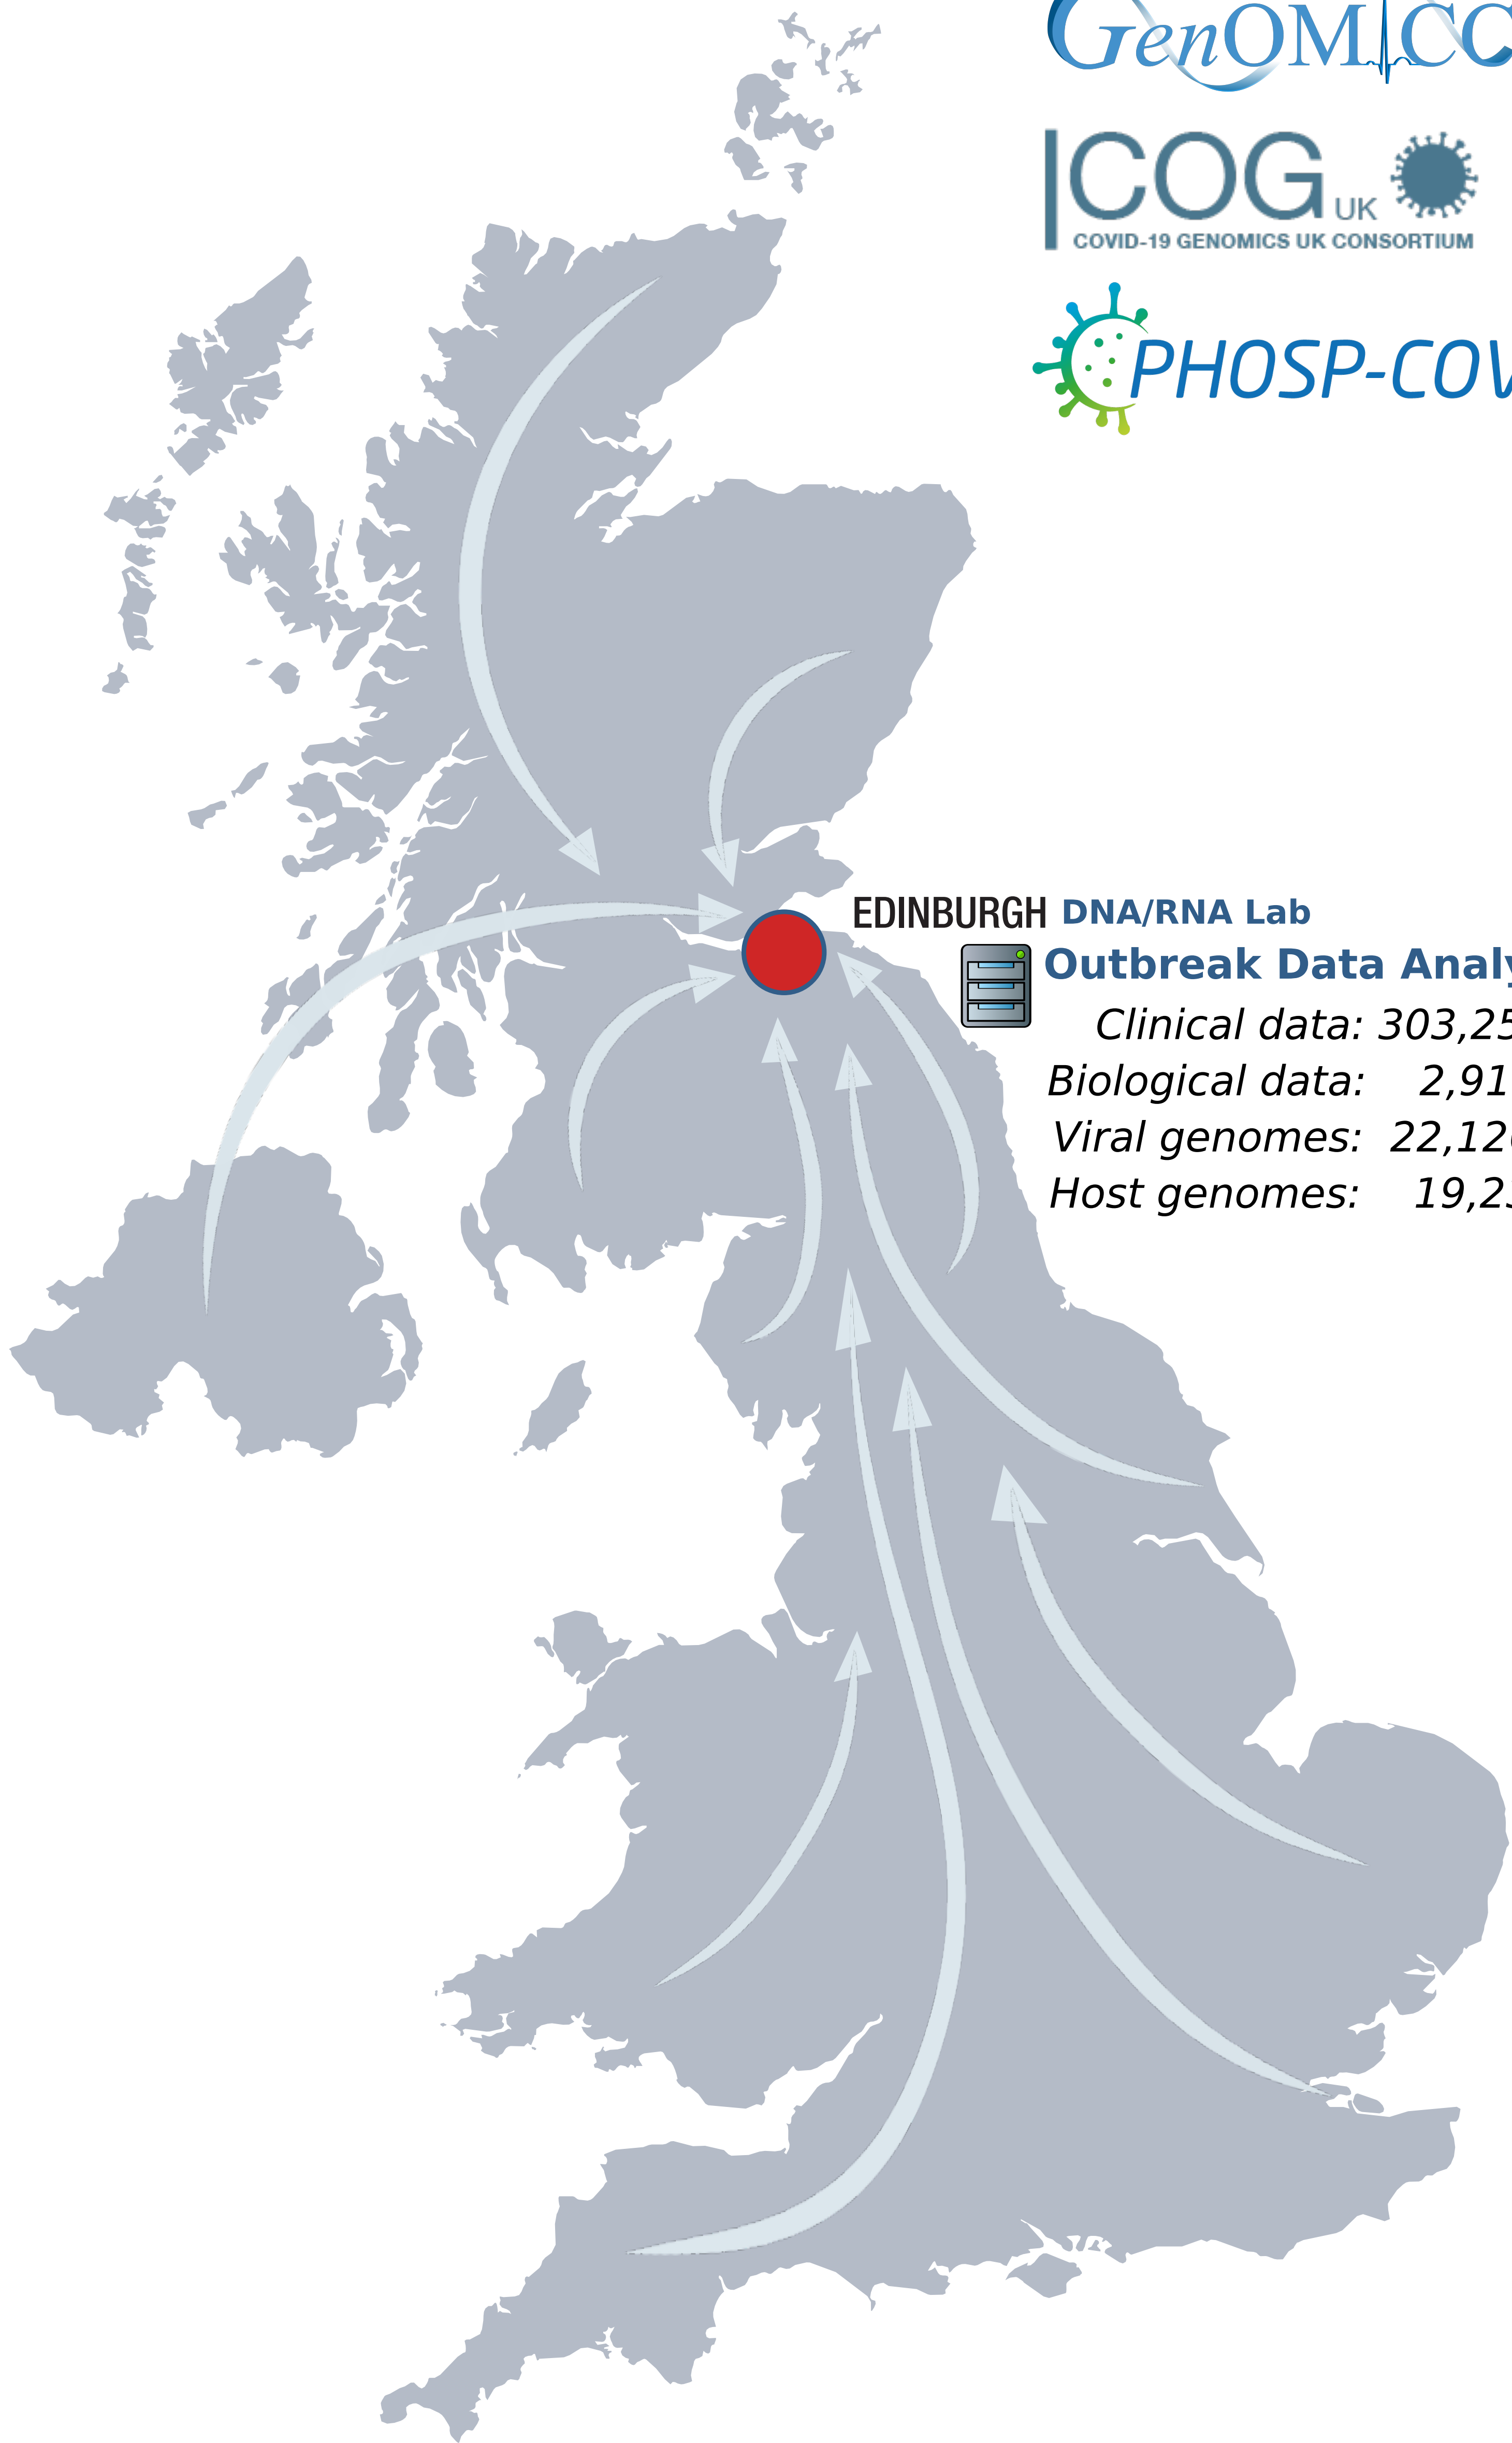 GenOMICC
COG UK
COVID-19 GENOMICS UK CONSORTIUM
PHOSP-COV
EDINBURGH DNA/RNA Lab
Outbreak Data Analy
Clinical data: 303,25
Biological data: 2,91
Viral genomes: 22,12
Host genomes: 19,2